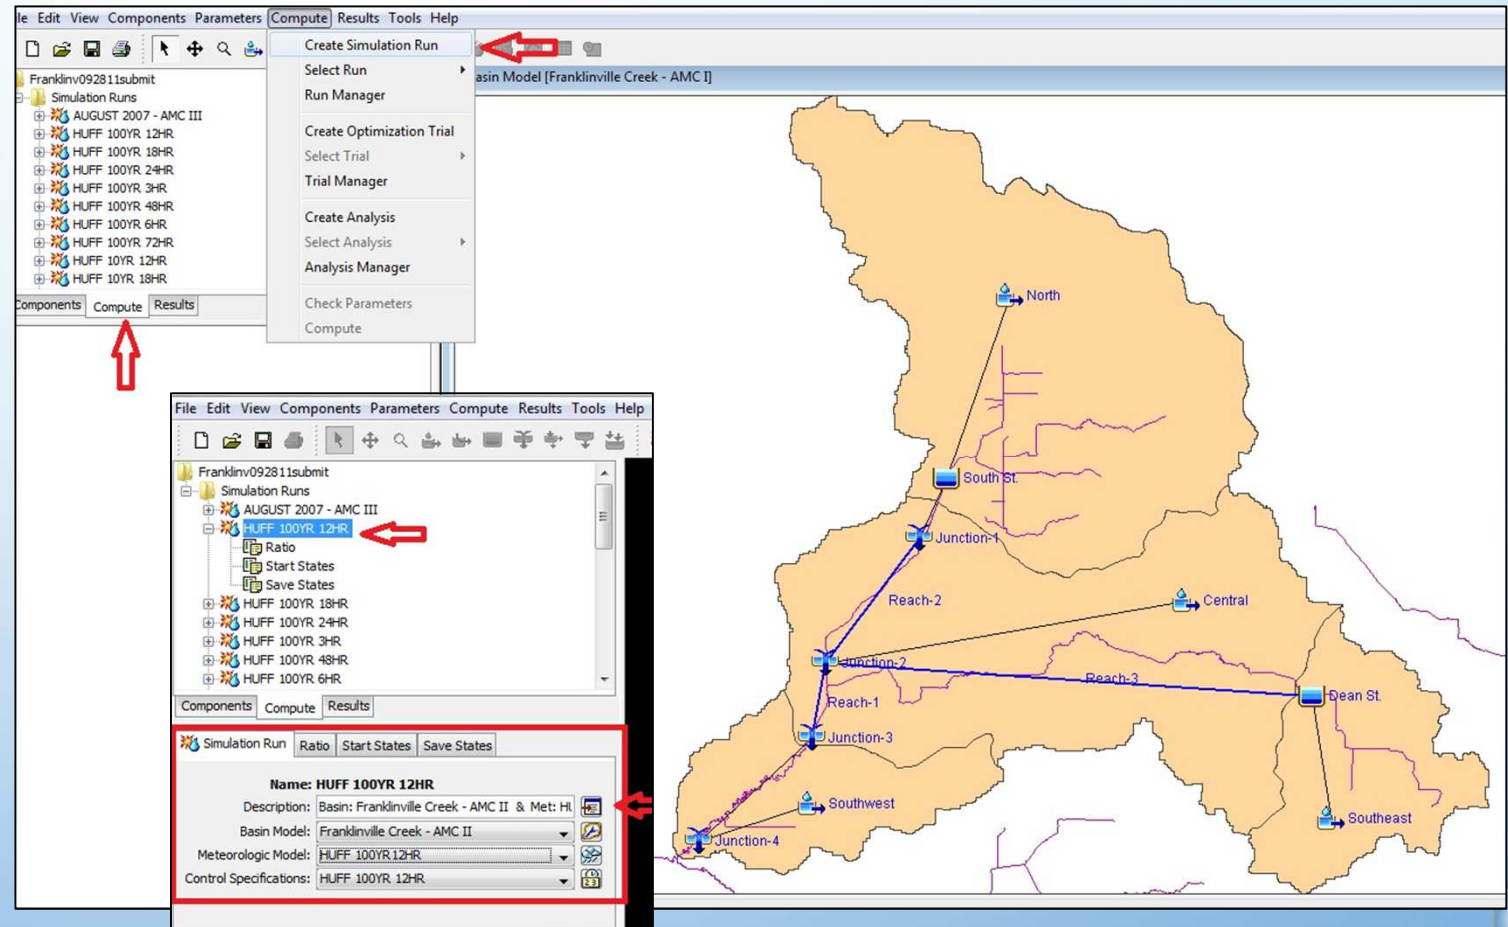 le Edit View Components Parameters Compute Results Tools Help
Create Simulation Run
Select Run
Run Manager
Create Optimization Trial
Select Trial
Trial Manager
Create Analysis
Select Analysis
Analysis Manager
Check Parameters
Compute
Franklinv092811submit
Simulation Runs
AUGUST 2007 - AMC III
HUFF 100YR 12HR
HUFF 100YR 18HR
HUFF 100YR 24HR
HUFF 100YR 3HR
HUFF 100YR 48HR
HUFF 100YR 6HR
HUFF 100YR 72HR
HUFF 10YR 12HR
HUFF 10YR 18HR
Components Compute Results
asin Model [Franklinville Creek - AMC I]
North
South St.
Junction-1
Reach-2
Central
Junction-2
Reach-3
Reach-1
Dean St.
Junction-3
Southwest
Southeast
Junction-4
File Edit View Components Parameters Compute Results Tools Help
Franklinv092811submit
Simulation Runs
AUGUST 2007 - AMC III
HUFF 100YR 12HR
Ratio
Start States
Save States
HUFF 100YR 18HR
HUFF 100YR 24HR
HUFF 100YR 3HR
HUFF 100YR 48HR
HUFF 100YR 6HR
Components Compute Results
Simulation Run Ratio Start States Save States
Name: HUFF 100YR 12HR
Description: Basin: Franklinville Creek - AMC II & Met: HU
Basin Model: Franklinville Creek - AMC II
Meteorologic Model: HUFF 100YR12HR
Control Specifications: HUFF 100YR 12HR